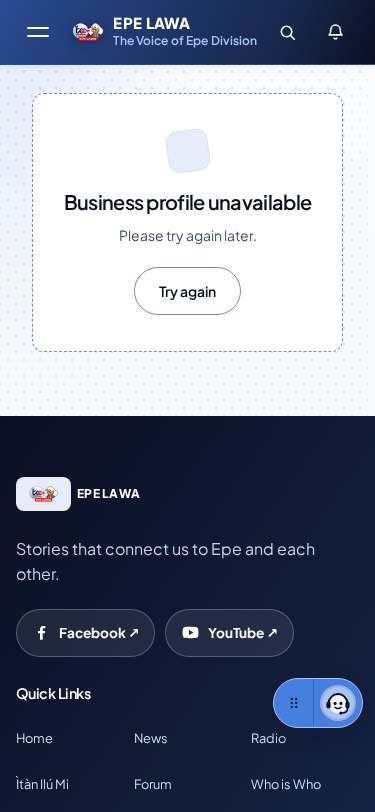 EPE LAWA
The Voice of Epe Division
Business profile unavailable
Please try again later.
Try again
EPE LAWA
Stories that connect us to Epe and each
other.
Facebook ↗ YouTube ↗
Quick Links
Home News Radio
Ìtàn Ilú Mi Forum Who is Who